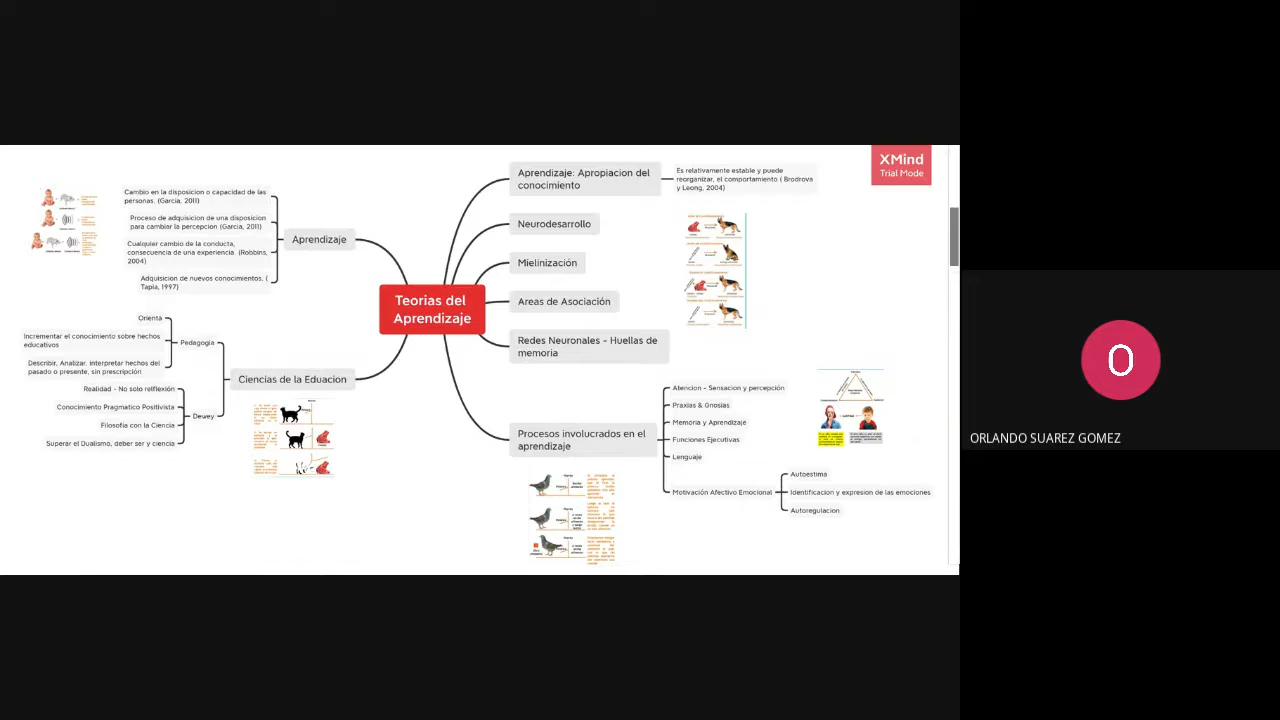 XMind
Trial Mode
Teorias del
Aprendizaje
Aprendizaje
Cambio en la disposicion o capacidad de las
personas. (Garcia, 2011)
Proceso de adquisicion de una disposicion
para cambiar la percepcion (Garcia, 2011)
Cualquier cambio de la conducta,
consecuencia de una experiencia. (Robbins,
2004)
Adquisicion de nuevos conocimientos, (
Tapia, 1997)
Ciencias de la Eduacion
Pedagogia
Orienta
Incrementar el conocimiento sobre hechos
educativos
Describir, Analizar, interpretar hechos del
pasado o presente, sin prescripción
Dewey
Realidad - No solo relflexión
Conocimiento Pragmatico Positivista
Filosofia con la Ciencia
Superar el Dualismo, deber ser y ciencia
Aprendizaje: Apropiacion del
conocimiento
Es relativamente estable y puede
reorganizar, el comportamiento ( Brodrova
y Leong, 2004)
Neurodesarrollo
Mielinización
Areas de Asociación
Redes Neuronales - Huellas de
memoria
Procesos involucrados en el
aprendizaje
Atencion - Sensacion y percepción
Praxias & Gnosias
Memoria y Aprendizaje
Funciones Ejecutivas
Lenguaje
Motivación Afectivo Emocional
Autoestima
Identificacion y expresion de las emociones
Autoregulacion
O
ORLANDO SUAREZ GOMEZ